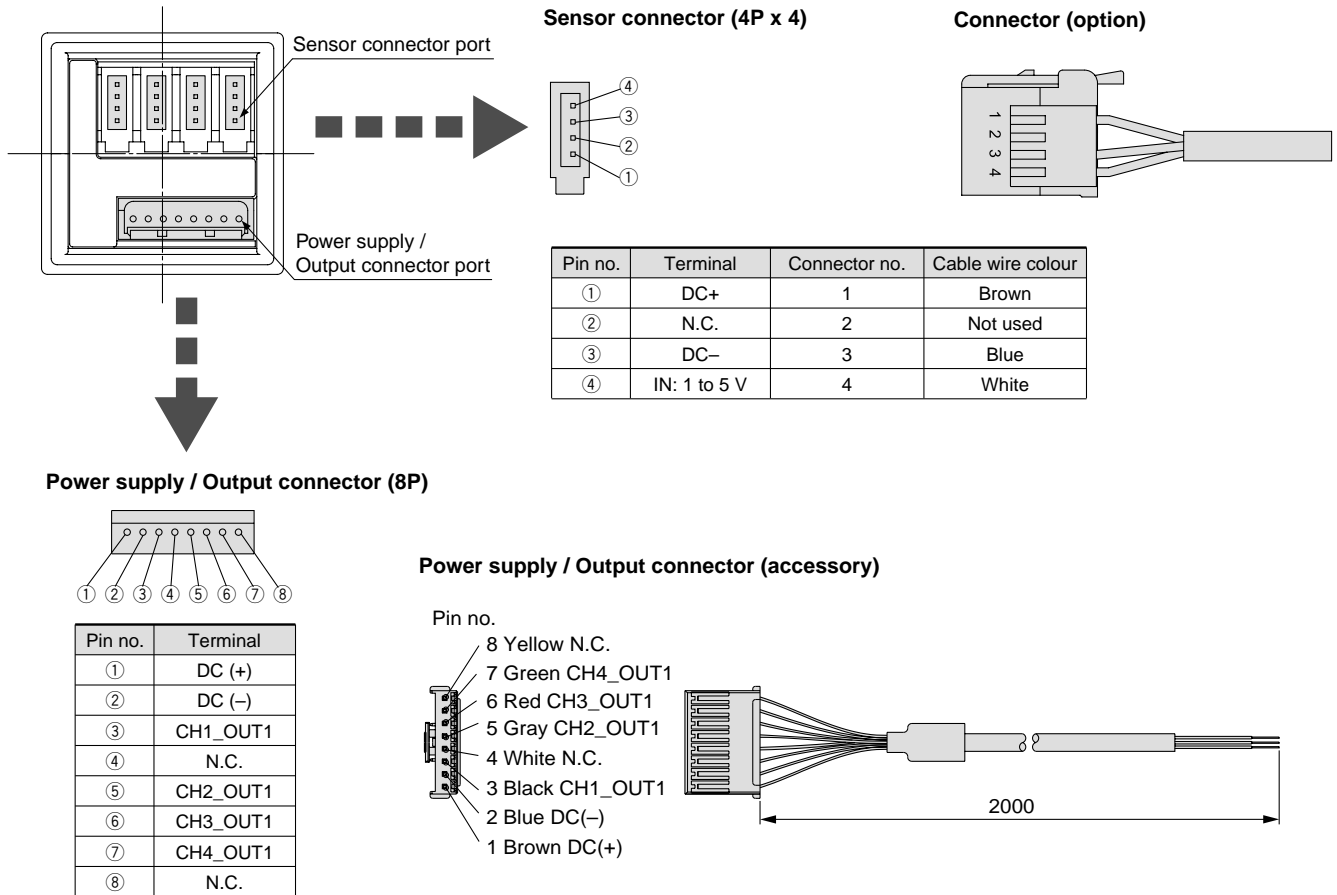 Sensor connector (4P x 4)
Connector (option)
Sensor connector port
④
③
②
①
1
2
3
4
Power supply /
Output connector port
Pin no. Terminal Connector no. Cable wire colour
① DC+ 1 Brown
② N.C. 2 Not used
③ DC– 3 Blue
④ IN: 1 to 5 V 4 White
Power supply / Output connector (8P)
① ② ③ ④ ⑤ ⑥ ⑦ ⑧
Pin no. Terminal
① DC (+)
② DC (–)
③ CH1_OUT1
④ N.C.
⑤ CH2_OUT1
⑥ CH3_OUT1
⑦ CH4_OUT1
⑧ N.C.
Power supply / Output connector (accessory)
Pin no.
8 Yellow N.C.
7 Green CH4_OUT1
6 Red CH3_OUT1
5 Gray CH2_OUT1
4 White N.C.
3 Black CH1_OUT1
2 Blue DC(–)
1 Brown DC(+)
2000